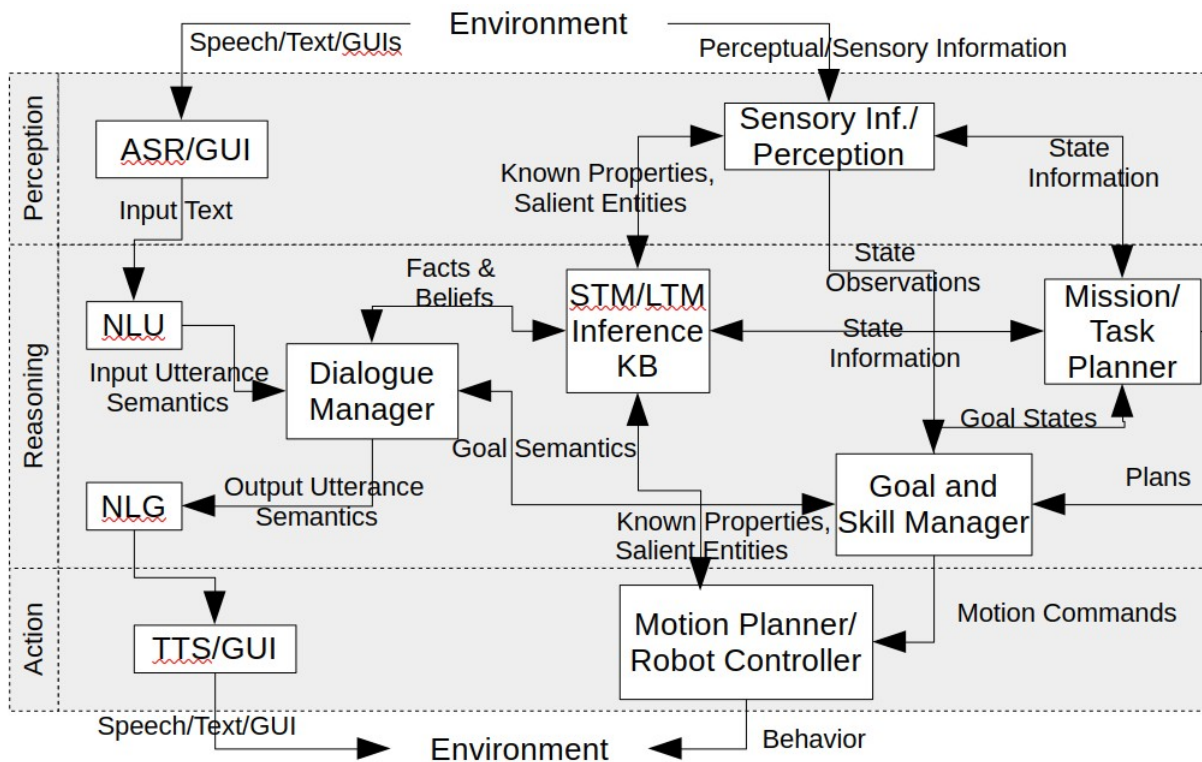 Environment
Speech/Text/GUIs
Perceptual/Sensory Information
Perception
ASR/GUI
Sensory Inf./
Perception
Known Properties,
Salient Entities
State
Information
Input Text
Reasoning
Facts &
Beliefs
STM/LTM
Inference
KB
State
Observations
Mission/
Task
Planner
NLU
State
Information
Input Utterance
Semantics
Dialogue
Manager
Goal States
Goal Semantics
NLG
Output Utterance
Semantics
Goal and
Skill Manager
Plans
Known Properties,
Salient Entities
Action
TTS/GUI
Motion Planner/
Robot Controller
Motion Commands
Speech/Text/GUI
Environment
Behavior